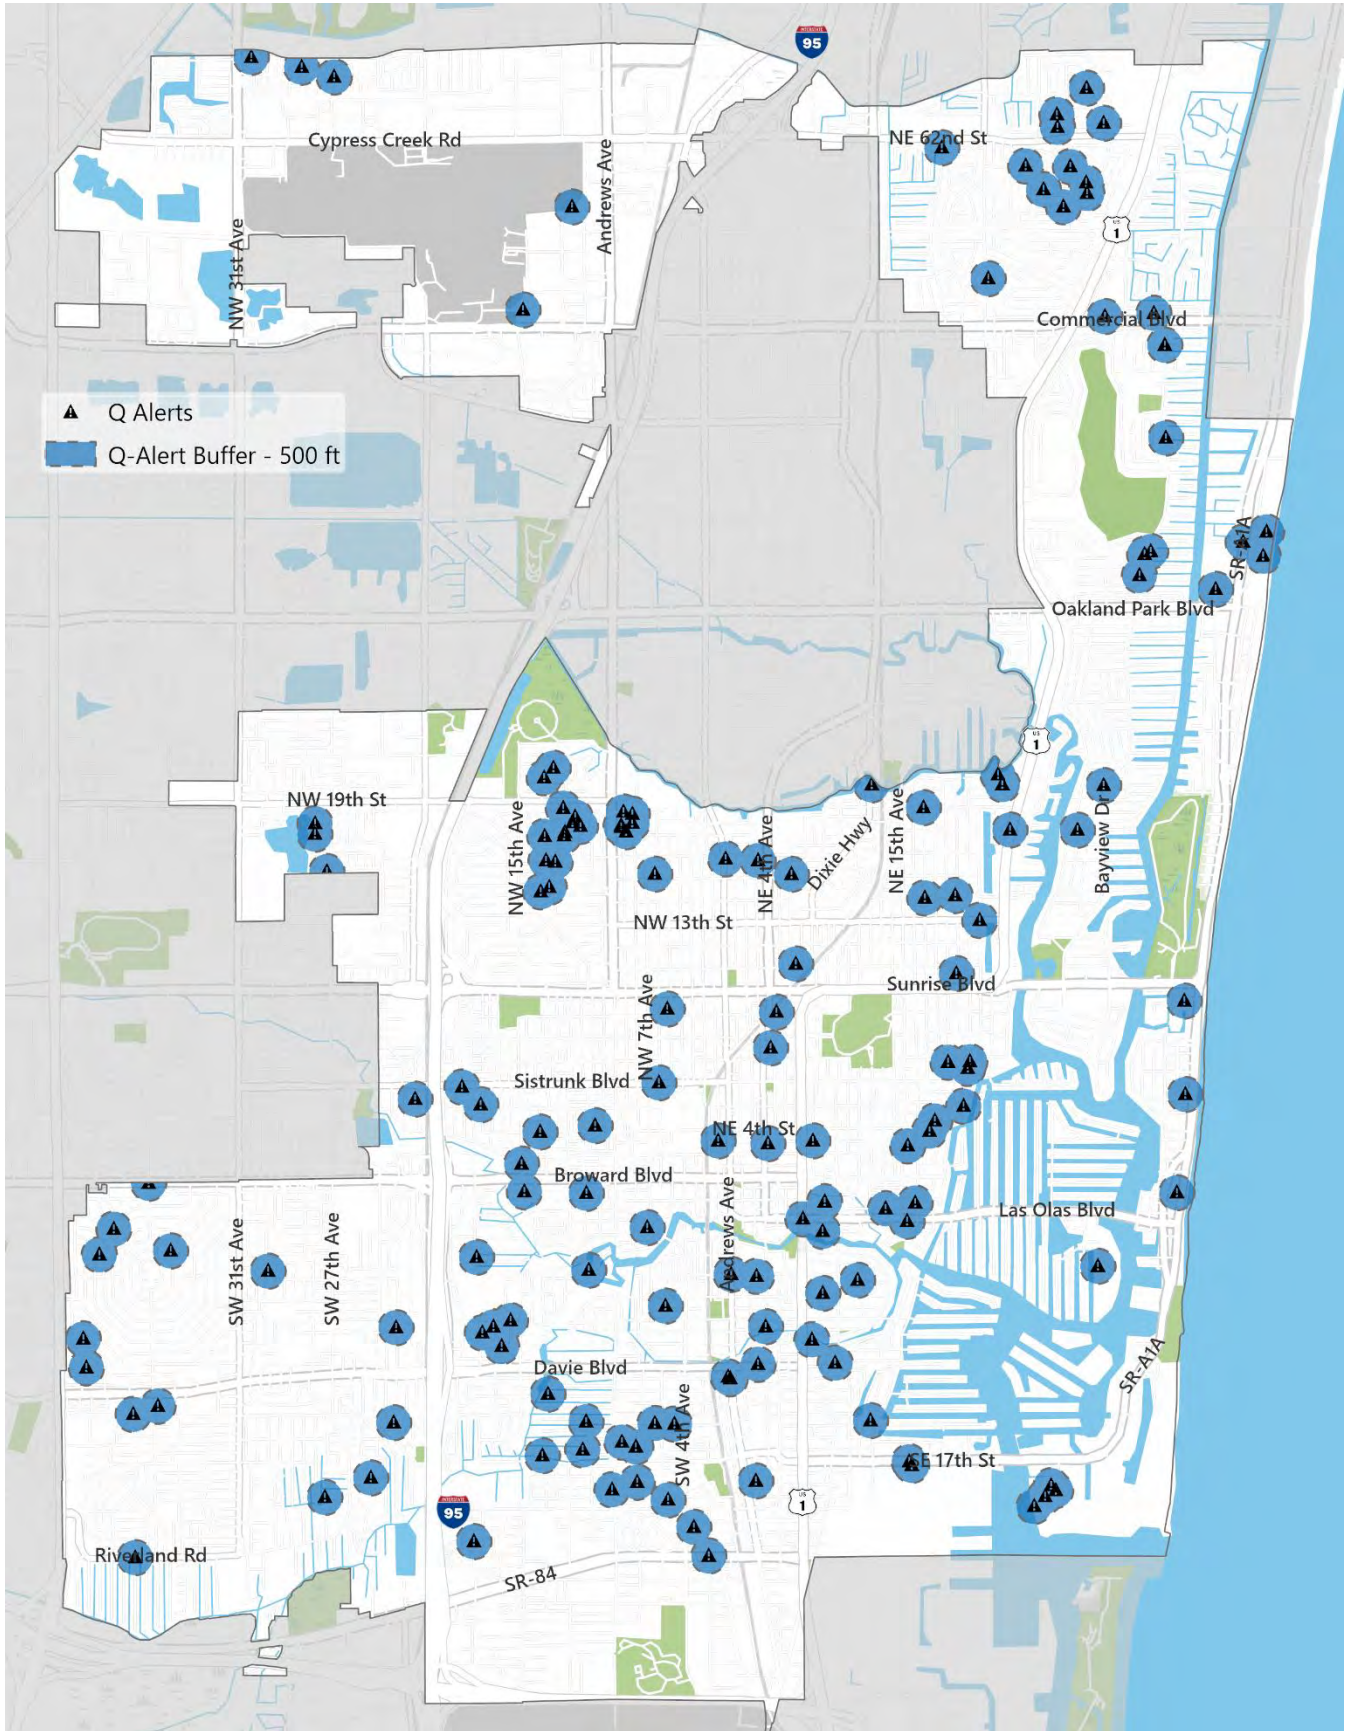 95
Cypress Creek Rd
NE 62nd St
Andrews Ave
NW 31st Ave
US
1
Commercial Blvd
Q Alerts
Q-Alert Buffer - 500 ft
SR-A1A
Oakland Park Blvd
US
1
NW 19th St
NW 15th Ave
NE 4th Ave
Dixie Hwy
NE 15th Ave
Bayview Dr
NW 13th St
Sunrise Blvd
NW 7th Ave
Sistrunk Blvd
NE 4th St
Broward Blvd
Las Olas Blvd
Andrews Ave
SW 31st Ave
SW 27th Ave
Davie Blvd
SR-A1A
SW 4th Ave
SE 17th St
95
US
1
Riverland Rd
SR-84